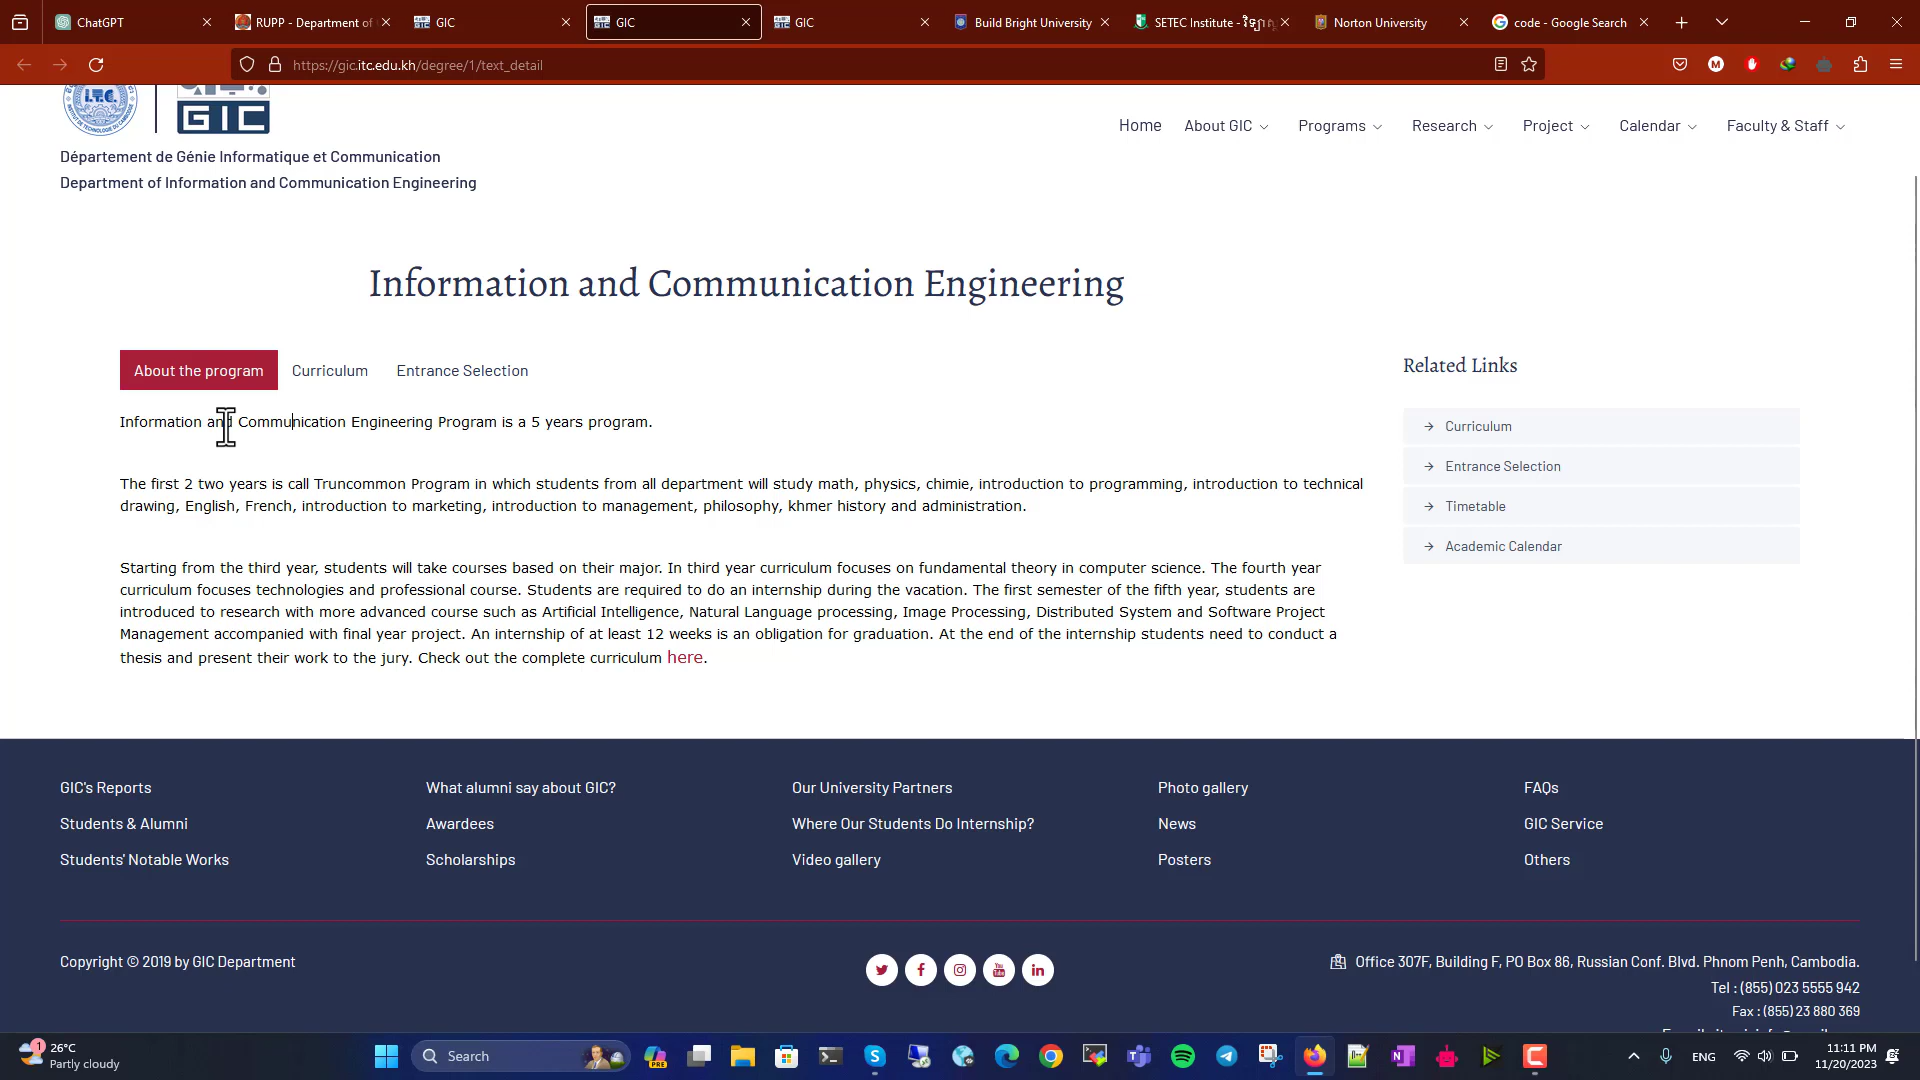 ChatGPT
RUPP - Department of
GIC
GIC
GIC
Build Bright University
SETEC Institute -
Norton University
code - Google Search
https://gic.itc.edu.kh/degree/1/text_detail
I.T.C.
GIC
Département de Génie Informatique et Communication
Department of Information and Communication Engineering
Home
About GIC
Programs
Research
Project
Calendar
Faculty & Staff
Information and Communication Engineering
About the program
Curriculum
Entrance Selection
Information and Communication Engineering Program is a 5 years program.
The first 2 two years is call Truncommon Program in which students from all department will study math, physics, chimie, introduction to programming, introduction to technical
drawing, English, French, introduction to marketing, introduction to management, philosophy, khmer history and administration.
Starting from the third year, students will take courses based on their major. In third year curriculum focuses on fundamental theory in computer science. The fourth year
curriculum focuses technologies and professional course. Students are required to do an internship during the vacation. The first semester of the fifth year, students are
introduced to research with more advanced course such as Artificial Intelligence, Natural Language processing, Image Processing, Distributed System and Software Project
Management accompanied with final year project. An internship of at least 12 weeks is an obligation for graduation. At the end of the internship students need to conduct a
thesis and present their work to the jury. Check out the complete curriculum here.
Related Links
Curriculum
Entrance Selection
Timetable
Academic Calendar
GIC's Reports
Students & Alumni
Students' Notable Works
What alumni say about GIC?
Awardees
Scholarships
Our University Partners
Where Our Students Do Internship?
Video gallery
Photo gallery
News
Posters
FAQs
GIC Service
Others
Copyright © 2019 by GIC Department
Office 307F, Building F, PO Box 86, Russian Conf. Blvd. Phnom Penh, Cambodia.
Tel : (855) 023 5555 942
Fax : (855) 23 880 369
1
26°C
Partly cloudy
Search
PRE
ENG
11:11 PM
11/20/2023